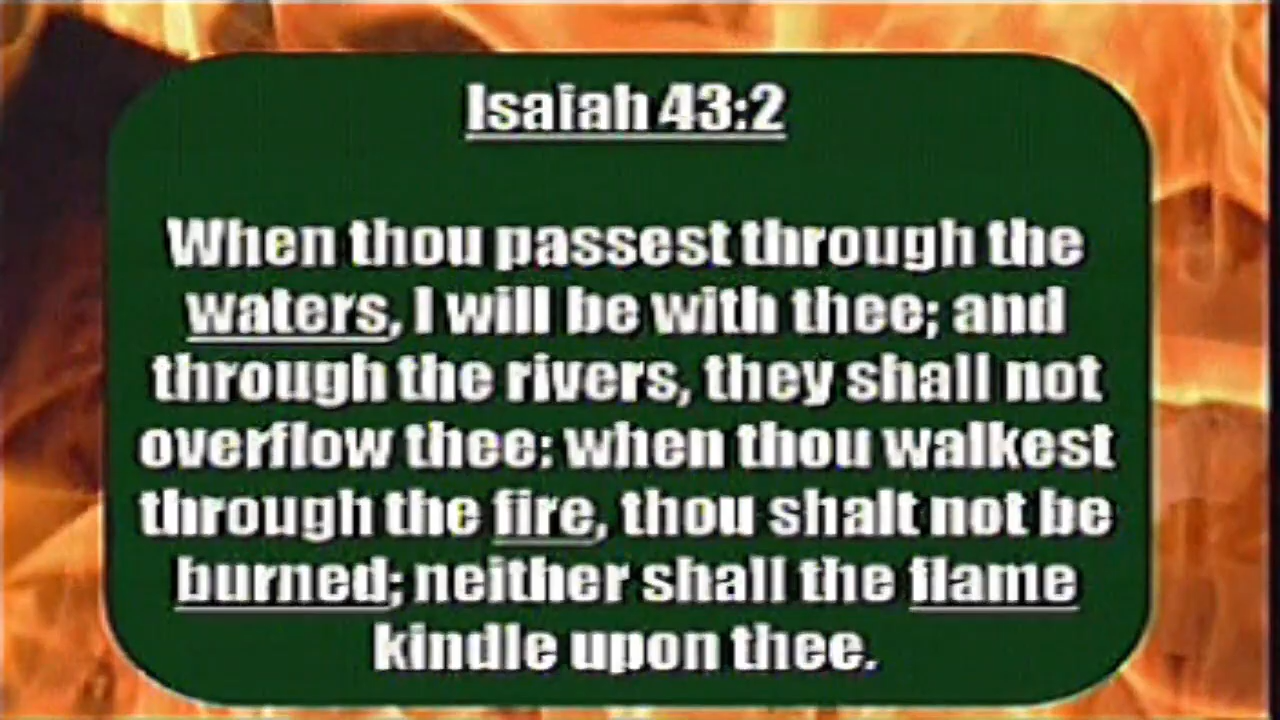 Isaiah 43:2
When thou passest through the
waters, I will be with thee; and
through the rivers, they shall not
overflow thee: when thou walkest
through the fire, thou shalt not be
burned; neither shall the flame
kindle upon thee.